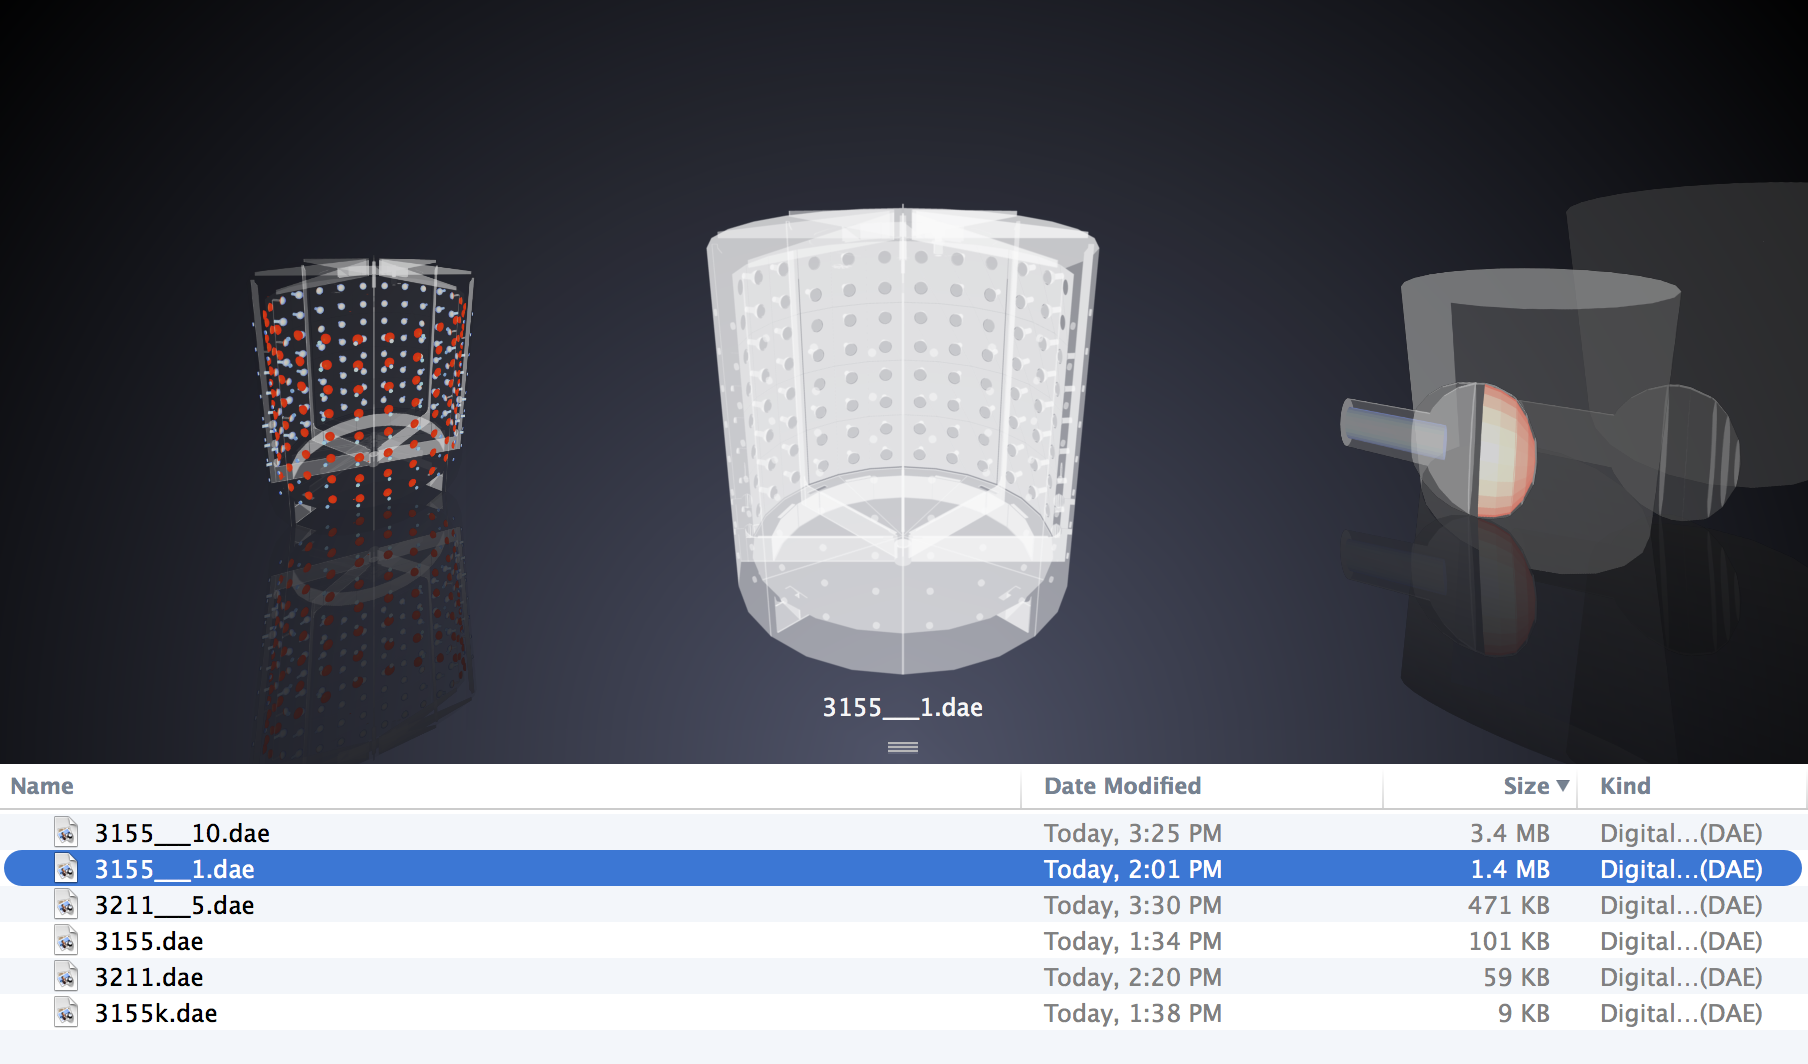 3155___1.dae
Name Date Modified Size Kind
3155___10.dae Today, 3:25 PM 3.4 MB Digital...(DAE)
3155___1.dae Today, 2:01 PM 1.4 MB Digital...(DAE)
3211___5.dae Today, 3:30 PM 471 KB Digital...(DAE)
3155.dae Today, 1:34 PM 101 KB Digital...(DAE)
3211.dae Today, 2:20 PM 59 KB Digital...(DAE)
3155k.dae Today, 1:38 PM 9 KB Digital...(DAE)